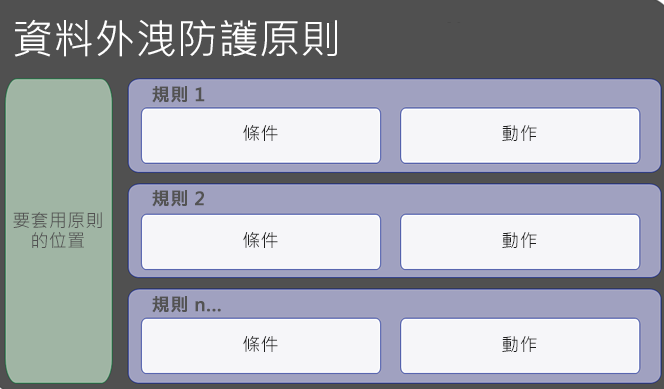 資料外洩防護原則
要套用原則
的位置
規則 1
條件
動作
規則 2
條件
動作
規則 n...
條件
動作